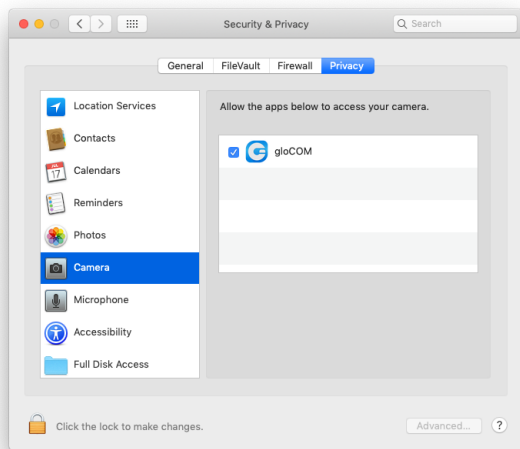 Security & Privacy
Search
General FileVault Firewall Privacy
Location Services
Contacts
JUL
17
Calendars
Reminders
Photos
Camera
Microphone
Accessibility
Full Disk Access
Allow the apps below to access your camera.
gloCOM
Click the lock to make changes.
Advanced... ?